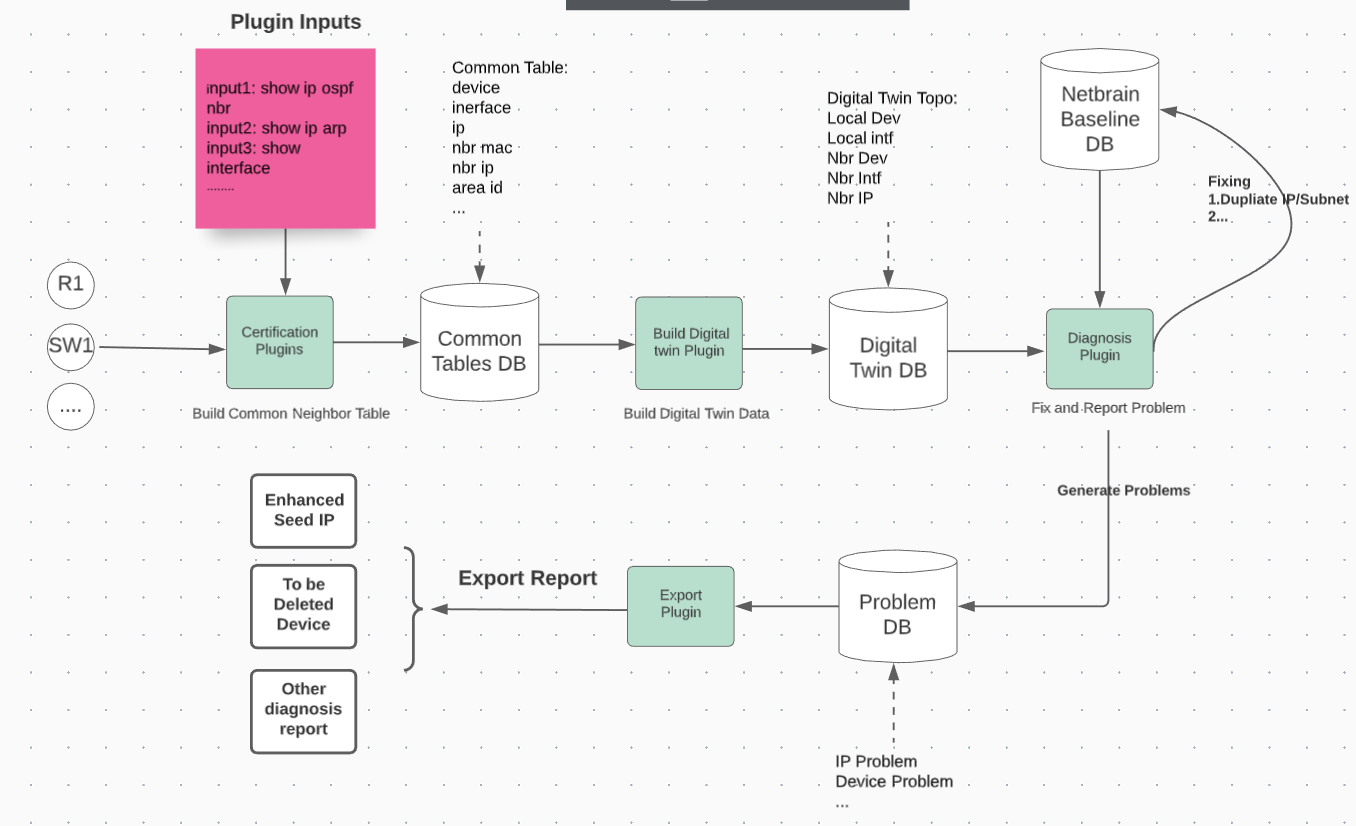 Plugin Inputs
input1: show ip ospf
nbr
input2: show ip arp
input3: show
interface
........
Common Table:
device
inerface
ip
nbr mac
nbr ip
area id
...
Digital Twin Topo:
Local Dev
Local intf
Nbr Dev
Nbr Intf
Nbr IP
Netbrain
Baseline
DB
Fixing
1.Dupliate IP/Subnet
2...
R1
SW1
....
Certification
Plugins
Build Common Neighbor Table
Common
Tables DB
Build Digital
twin Plugin
Build Digital Twin Data
Digital
Twin DB
Diagnosis
Plugin
Fix and Report Problem
Generate Problems
Enhanced
Seed IP
To be
Deleted
Device
Other
diagnosis
report
Export Report
Export
Plugin
Problem
DB
IP Problem
Device Problem
...